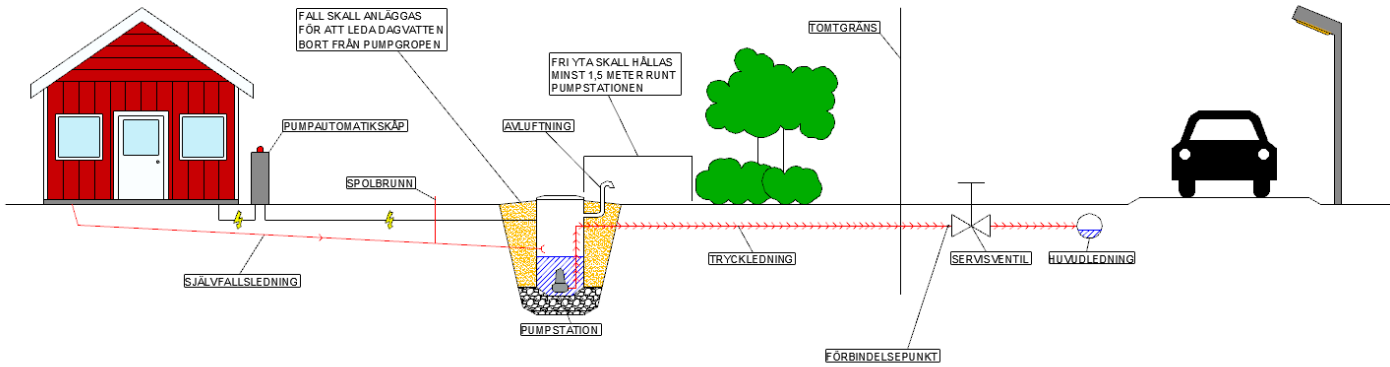 FALL SKALL ANLÄGGAS
FÖR ATT LEDA DAGVATTEN
BORT FRÅN PUMPGROPEN
TOMTGRÄNS
FRI YTA SKALL HÅLLAS
MINST 1,5 METER RUNT
PUMPSTATIONEN
PUMPAUTOMATIKSKÅP
AVLUFTNING
SPOLBRUNN
SJÄLVFALLSLEDNING
TRYCKLEDNING
SERVISVENTIL
HUVUDLEDNING
PUMPSTATION
FÖRBINDELSEPUNKT